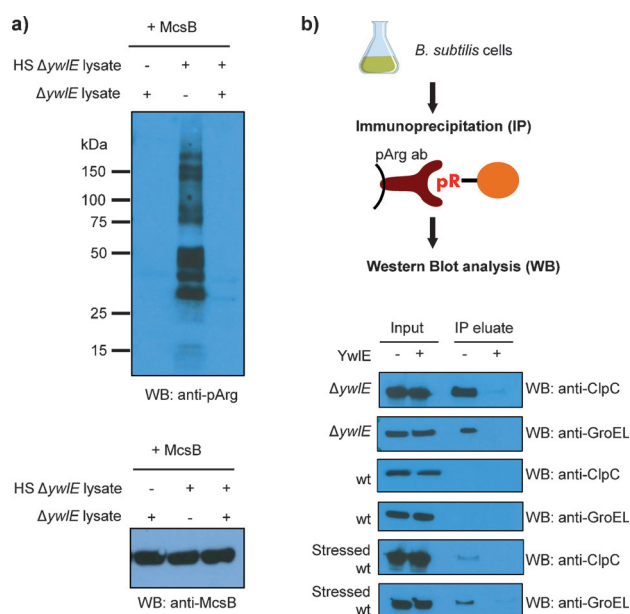 a)
+ McsB
HS ΔywlE lysate - + +
ΔywlE lysate + - +
kDa
150
100
75
50
25
15
WB: anti-pArg
+ McsB
HS ΔywlE lysate - + +
ΔywlE lysate + - +
WB: anti-McsB
b)
B. subtilis cells
Immunoprecipitation (IP)
pArg ab
pR
Western Blot analysis (WB)
Input IP eluate
YwlE - + - +
ΔywlE WB: anti-ClpC
ΔywlE WB: anti-GroEL
wt WB: anti-ClpC
wt WB: anti-GroEL
Stressed
wt WB: anti-ClpC
Stressed
wt WB: anti-GroEL